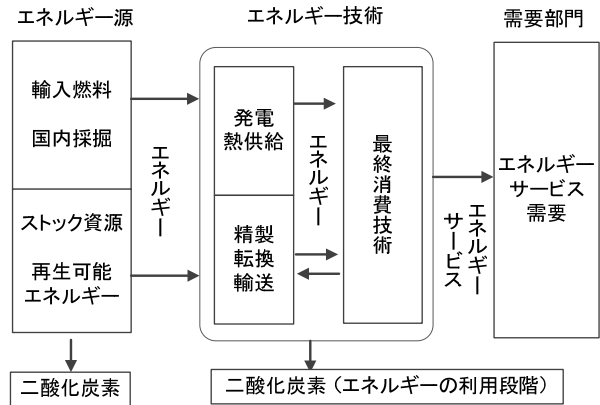 エネルギー源
エネルギー技術
需要部門
輸入燃料
国内採掘
ストック資源
再生可能
エネルギー
エネルギー
発電
熱供給
精製
転換
輸送
エネルギー
最終消費技術
エネルギー
サービス
エネルギー
サービス
需要
二酸化炭素
二酸化炭素（エネルギーの利用段階）